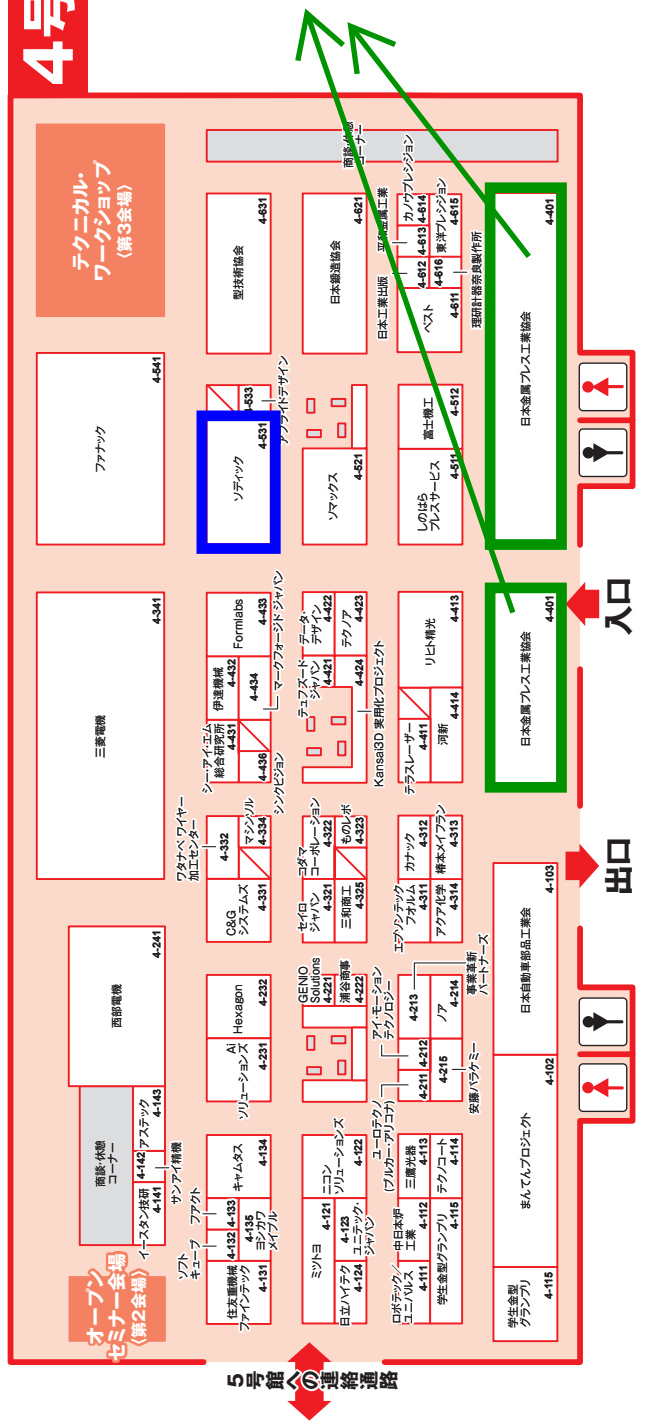 4号
テクニカル・
ワークショップ
〈第3会場〉
商談・休憩
コーナー
型技術協会
4-631
日本鍛造協会
4-621
平和金属工業
カノウプレシジョン
4-613
4-614
東洋プレシジョン
4-615
日本工業出版
4-612
4-616
理研計器奈良製作所
ベスト
4-611
日本金属プレス工業協会
4-401
ファナック
4-541
4-533
アプライドデザイン
ソディック
4-531
ソマックス
4-521
富士機工
4-512
しのはら
プレスサービス
4-511
入口
三菱電機
4-341
Formlabs
4-433
伊達機械
4-432
4-434
マークフォージド ジャパン
シー・アイ・エム
総合研究所
4-431
4-436
シンクビジョン
データ・
デザイン
4-422
テクノア
4-423
テュフズード
ジャパン
4-421
4-424
Kansai3D 実用化プロジェクト
リヒト精光
4-413
テラスレーザー
4-411
河新
4-414
日本金属プレス工業協会
4-401
出口
ワタナベ ワイヤー
加工センター
4-332
マシンソル
4-334
C&G
システムズ
4-331
コダマ
コーポレーション
4-322
ものレボ
4-323
セイロ
ジャパン
4-321
三和商工
4-325
カナック
4-312
椿本メイフラン
4-313
エプソンテック
フオルム
4-311
アクア化学
4-314
日本自動車部品工業会
4-103
西部電機
4-241
Hexagon
4-232
Ai
ソリューションズ
4-231
GENIO
Solutions
4-221
浦谷商事
4-222
アイ・モーション
テクノロジー
4-213
事業革新
パートナーズ
ノア
4-214
4-212
4-211
4-215
安藤パラケミー
ユーロテクノ
(ブルカー・アリコナ)
まんてんプロジェクト
4-102
商談・休憩
コーナー
アステック
4-143
4-142
サンアイ精機
イースタン技研
4-141
キャムタス
4-134
ファクト
4-133
ソフト
キューブ
4-132
4-135
ヨシカワ
メイプル
住友重機械
ファインテック
4-131
ニコン
ソリューションズ
4-122
ミツトヨ
4-121
4-123
ユニテック・
ジャパン
日立ハイテク
4-124
三鷹光器
4-113
テクノコート
4-114
中日本炉
工業
4-112
学生金型グランプリ
4-115
ロボテック／
ユニパルス
4-111
学生金型
グランプリ
4-115
オープン
セミナー会場
〈第2会場〉
5号館への連絡通路